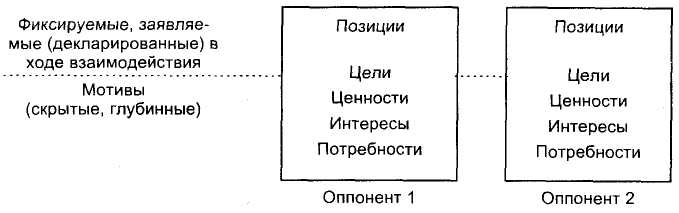 Фиксируемые, заявляе-
мые (декларированные) в
ходе взаимодействия
Мотивы
(скрытые, глубинные)
Позиции
Цели
Ценности
Интересы
Потребности
Оппонент 1
Позиции
Цели
Ценности
Интересы
Потребности
Оппонент 2